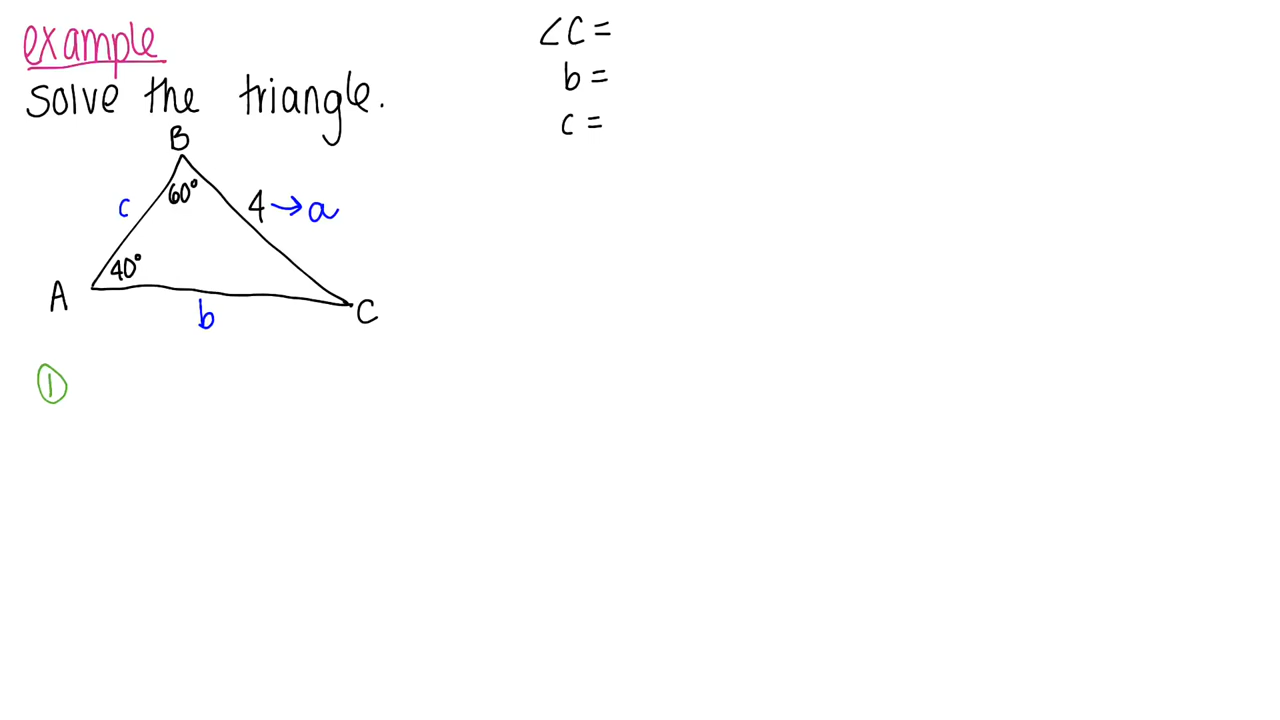 example
solve the triangle.
B
60°
c
4 → a
40°
A
b
C
①
∠C =
b =
c =